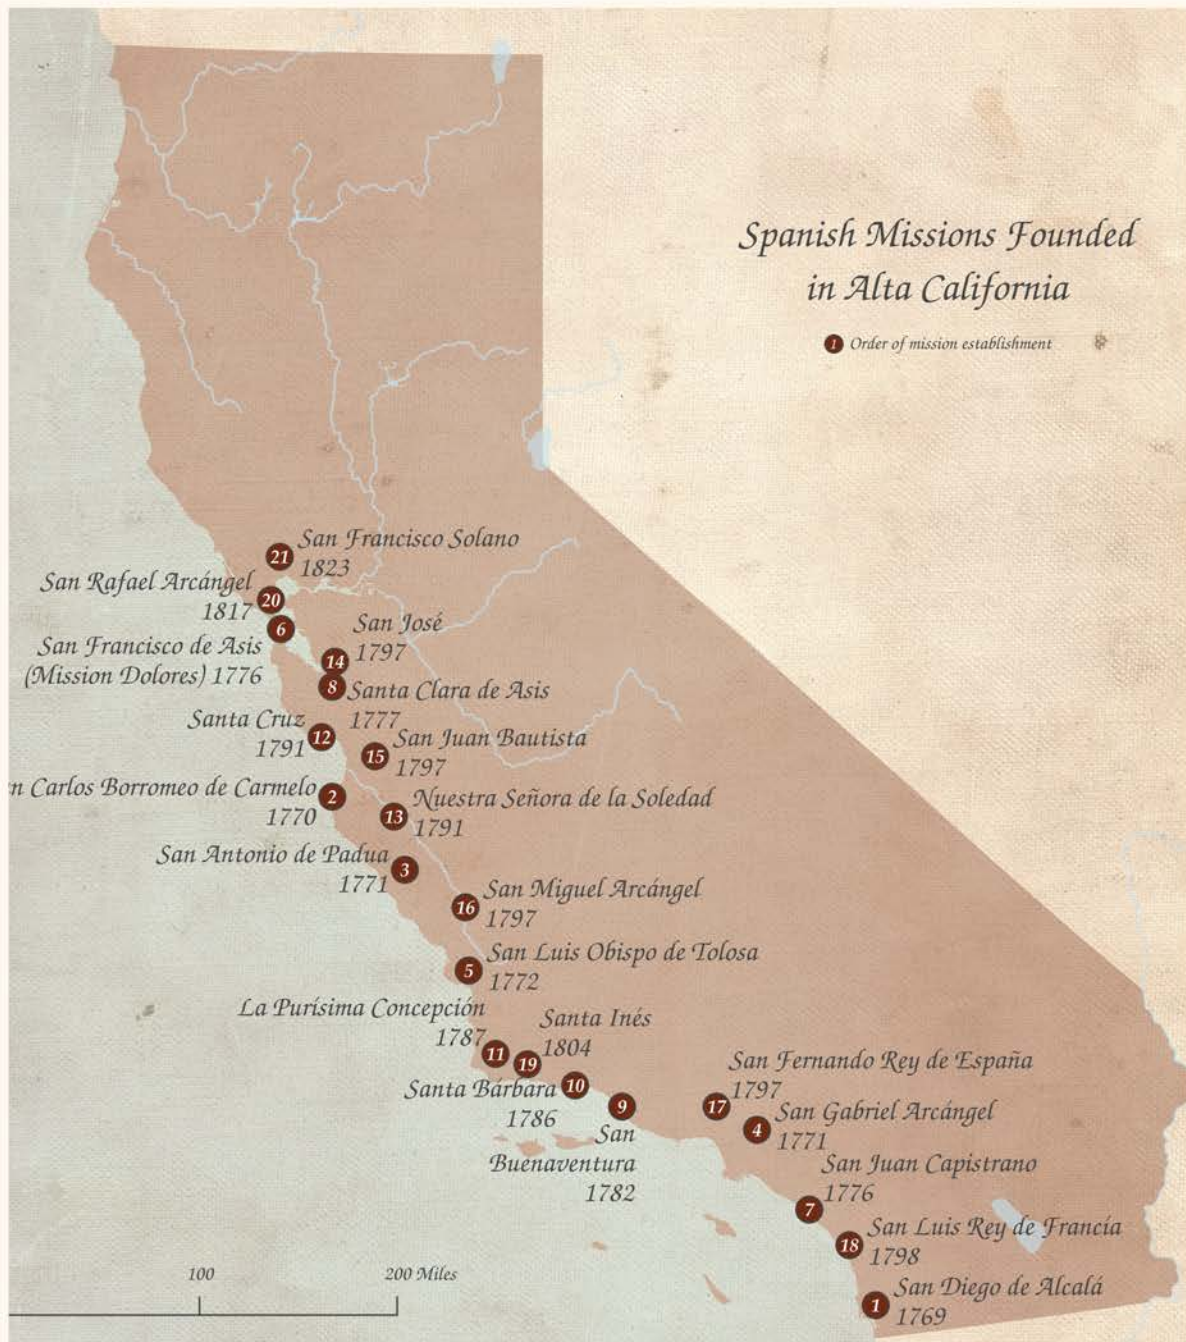 Spanish Missions Founded
in Alta California
1 Order of mission establishment
21 San Francisco Solano
1823
San Rafael Arcángel
1817 20
6
San Francisco de Asis
(Mission Dolores) 1776
San José
1797
14
8 Santa Clara de Asis
1777
Santa Cruz
1791 12
15 San Juan Bautista
1797
n Carlos Borromeo de Carmelo
1770 2
13 Nuestra Señora de la Soledad
1791
San Antonio de Padua
1771 3
16 San Miguel Arcángel
1797
5 San Luis Obispo de Tolosa
1772
La Purísima Concepción
1787 11
Santa Inés
1804
19
Santa Bárbara 10
1786
9
San
Buenaventura
1782
San Fernando Rey de España
1797
17
4 San Gabriel Arcángel
1771
San Juan Capistrano
1776
7
18 San Luis Rey de Francía
1798
1 San Diego de Alcalá
1769
100 200 Miles